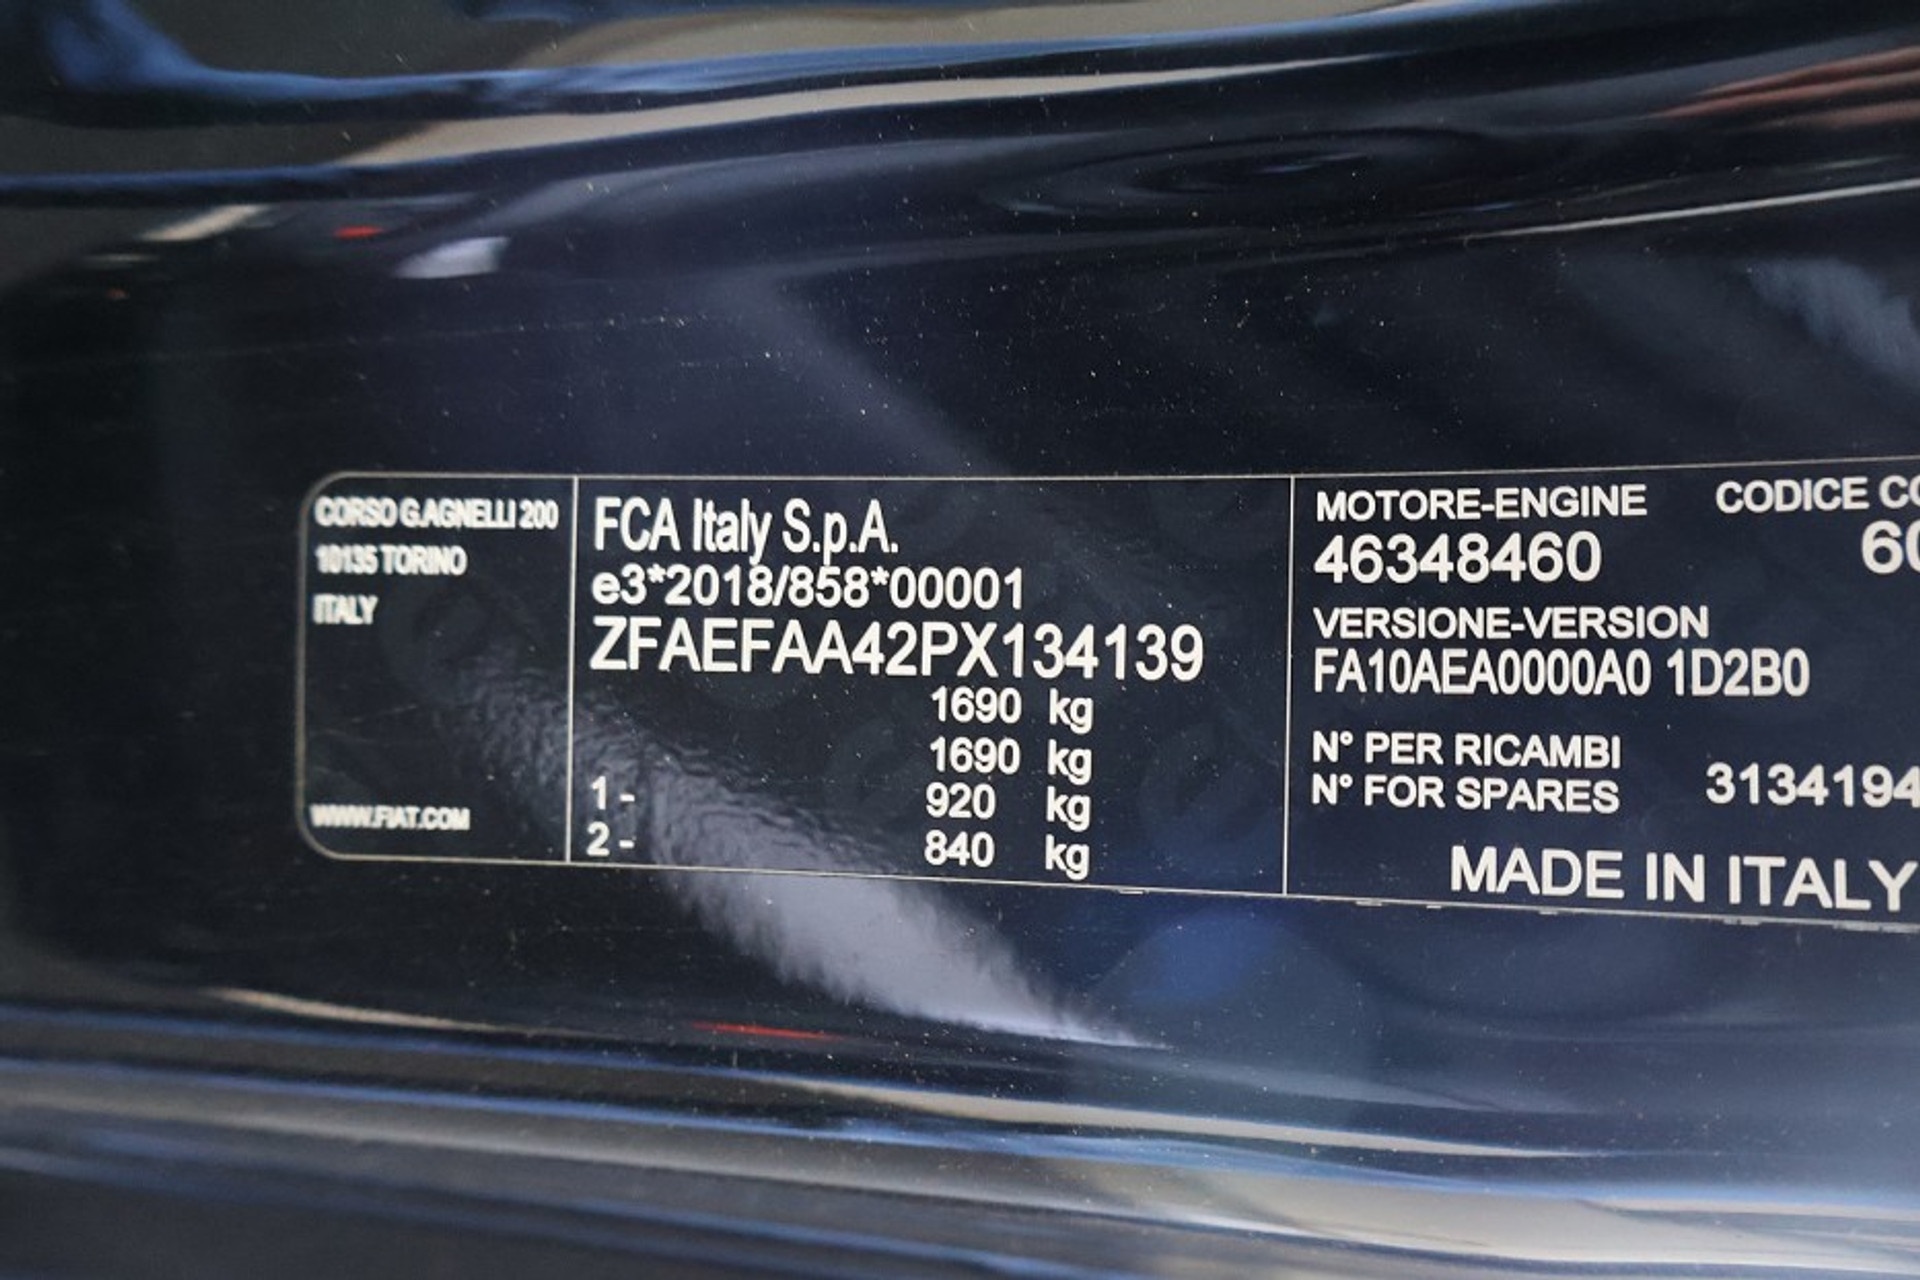 CORSO G.AGNELLI 200
10135 TORINO
ITALY
WWW.FIAT.COM
FCA Italy S.p.A.
e3*2018/858*00001
ZFAEFAA42PX134139
1690 kg
1690 kg
1- 920 kg
2- 840 kg
MOTORE-ENGINE CODICE
46348460
VERSIONE-VERSION
FA10AEA0000A0 1D2B0
N° PER RICAMBI
N° FOR SPARES 3134194
MADE IN ITALY